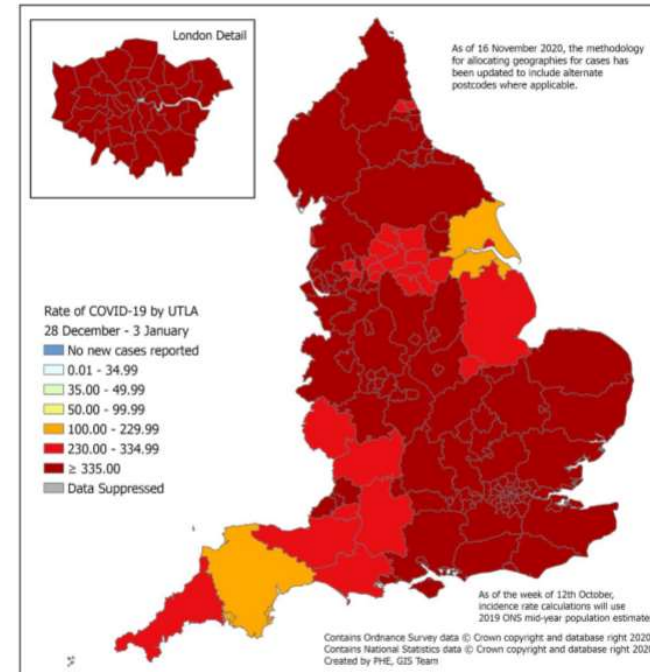 London Detail
As of 16 November 2020, the methodology
for allocating geographies for cases has
been updated to include alternate
postcodes where applicable.
Rate of COVID-19 by UTLA
28 December - 3 January
No new cases reported
0.01 - 34.99
35.00 - 49.99
50.00 - 99.99
100.00 - 229.99
230.00 - 334.99
≥ 335.00
Data Suppressed
As of the week of 12th October,
incidence rate calculations will use
2019 ONS mid-year population estimate
Contains Ordnance Survey data © Crown copyright and database right 2020
Contains National Statistics data © Crown copyright and database right 2020
Created by PHE, GIS Team